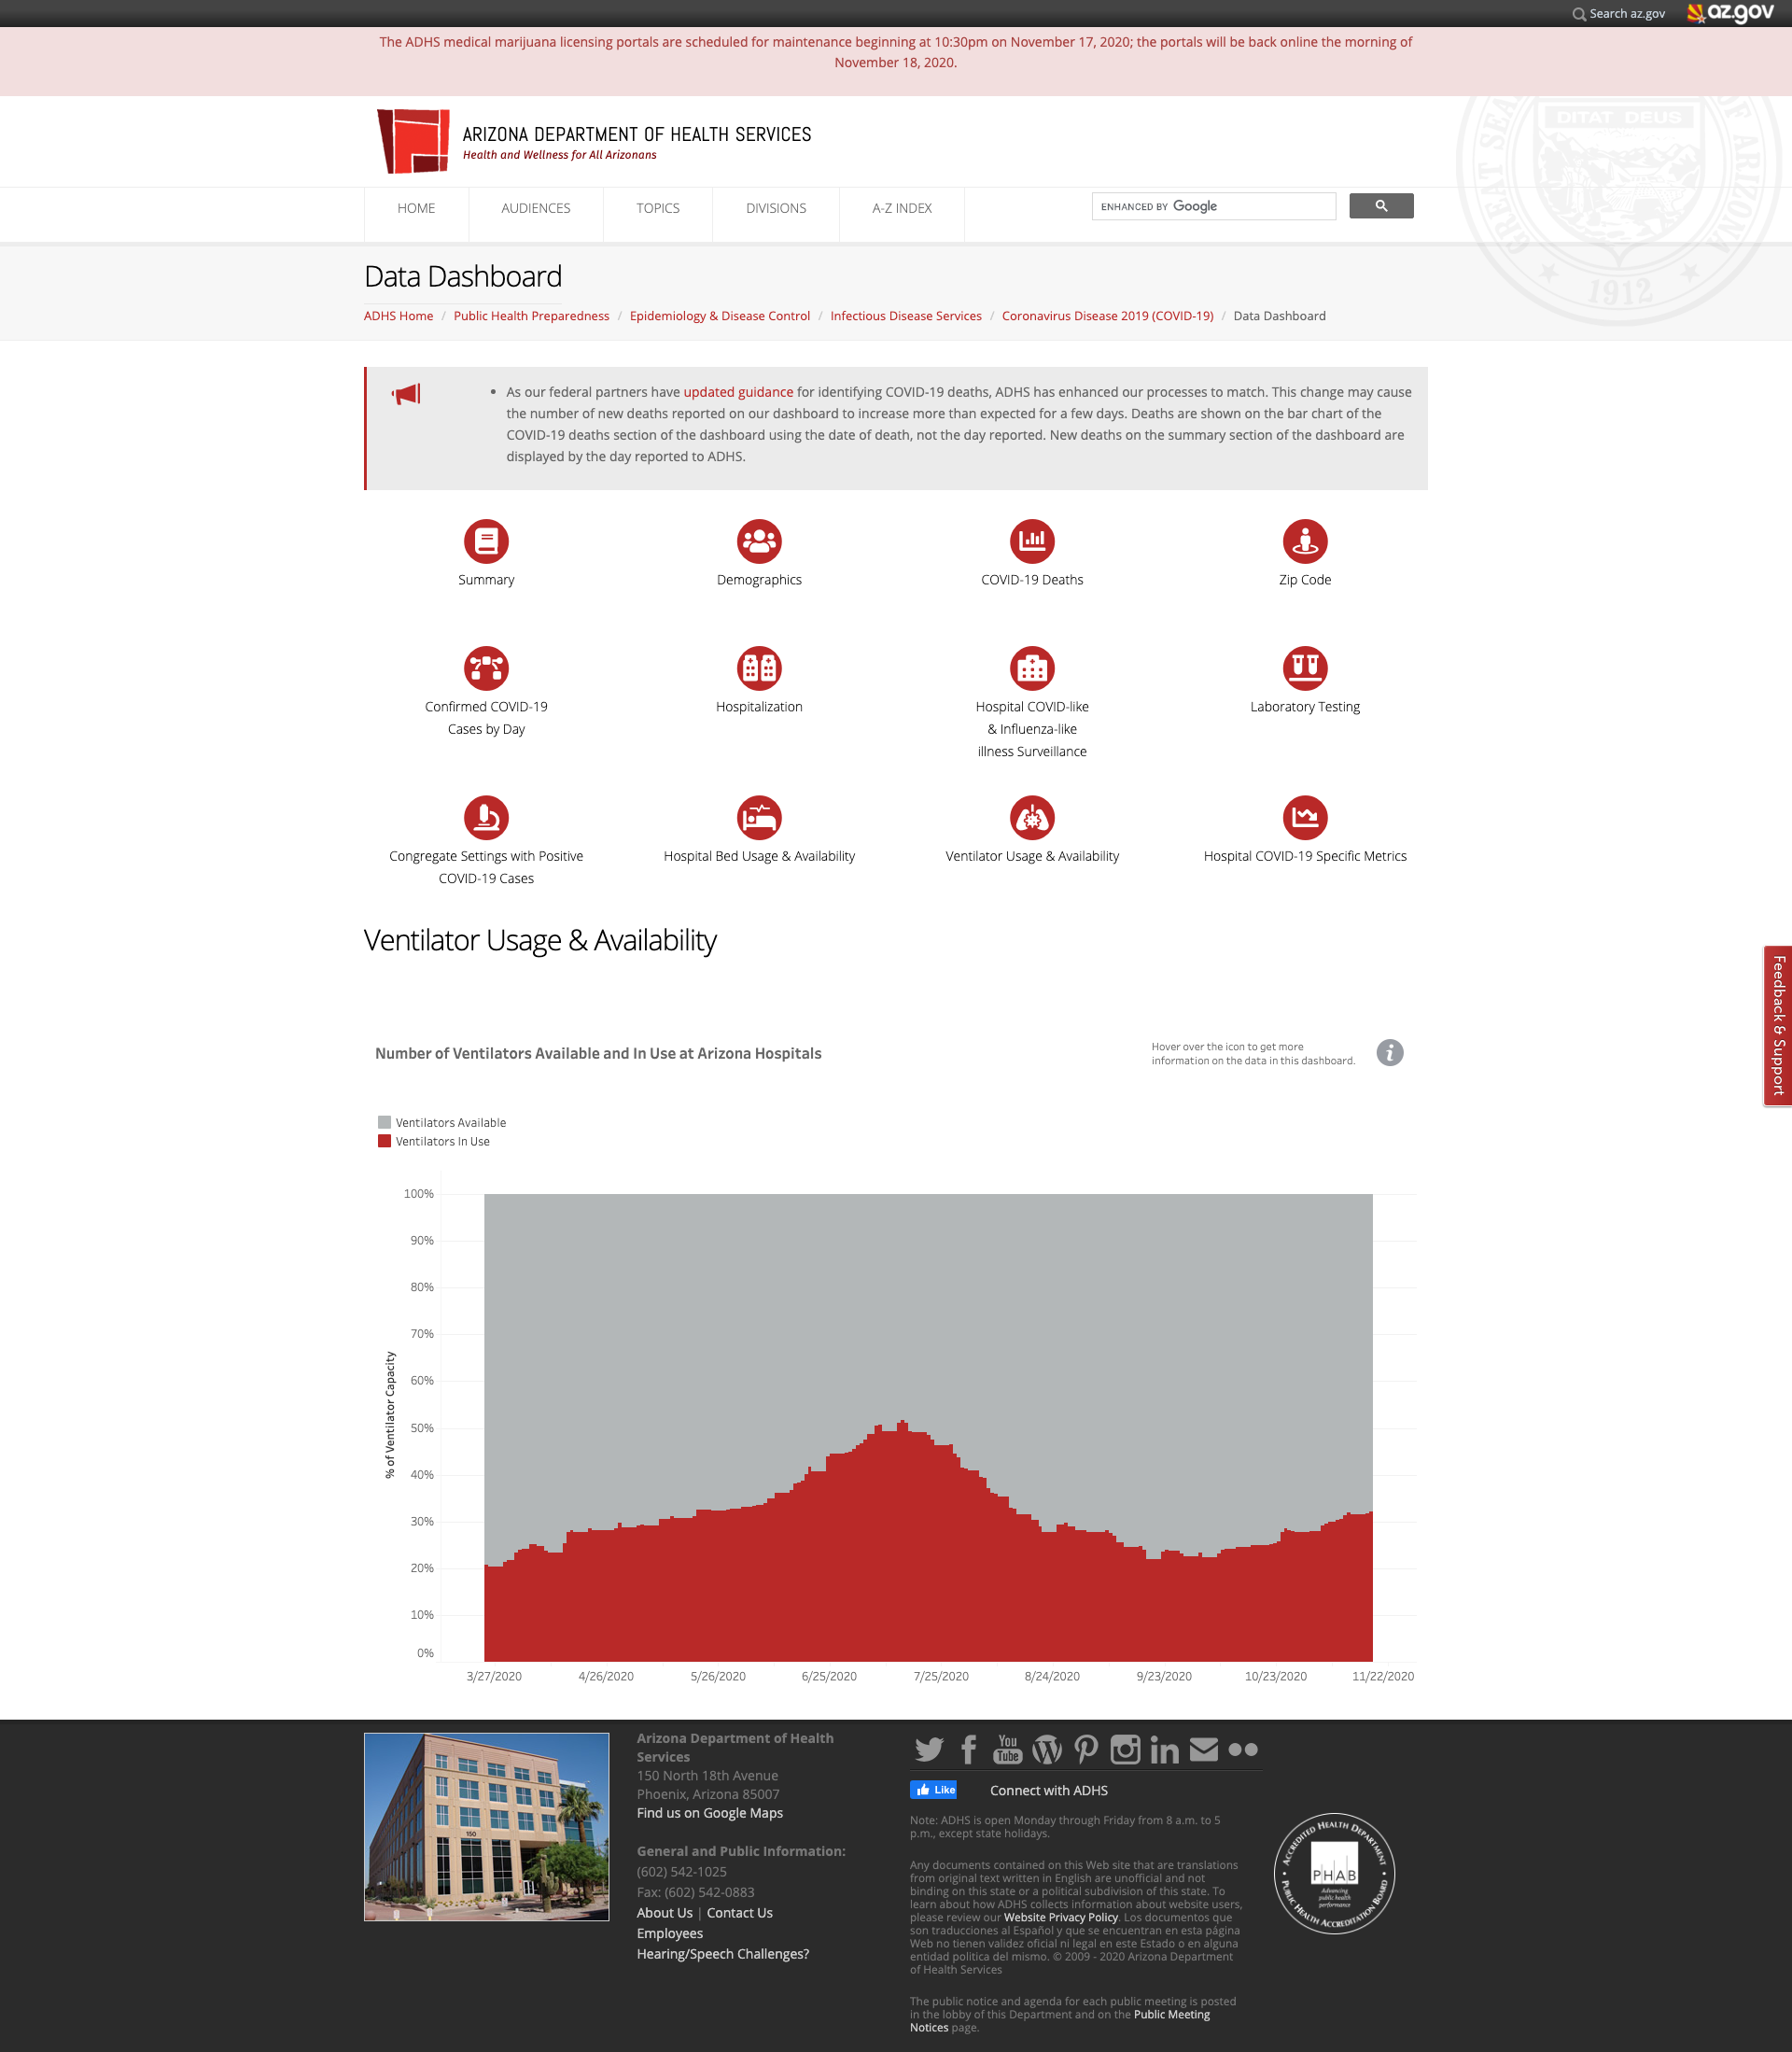 Search az.gov
az.gov
The ADHS medical marijuana licensing portals are scheduled for maintenance beginning at 10:30pm on November 17, 2020; the portals will be back online the morning of
November 18, 2020.
ARIZONA DEPARTMENT OF HEALTH SERVICES
Health and Wellness for All Arizonans
GREAT SEAL OF ARIZONA
DITAT DEUS
1912
HOME
AUDIENCES
TOPICS
DIVISIONS
A-Z INDEX
ENHANCED BY Google
Data Dashboard
ADHS Home / Public Health Preparedness / Epidemiology & Disease Control / Infectious Disease Services / Coronavirus Disease 2019 (COVID-19) / Data Dashboard
• As our federal partners have updated guidance for identifying COVID-19 deaths, ADHS has enhanced our processes to match. This change may cause
the number of new deaths reported on our dashboard to increase more than expected for a few days. Deaths are shown on the bar chart of the
COVID-19 deaths section of the dashboard using the date of death, not the day reported. New deaths on the summary section of the dashboard are
displayed by the day reported to ADHS.
Summary
Demographics
COVID-19 Deaths
Zip Code
Confirmed COVID-19
Cases by Day
Hospitalization
Hospital COVID-like
& Influenza-like
illness Surveillance
Laboratory Testing
Congregate Settings with Positive
COVID-19 Cases
Hospital Bed Usage & Availability
Ventilator Usage & Availability
Hospital COVID-19 Specific Metrics
Ventilator Usage & Availability
Feedback & Support
Number of Ventilators Available and In Use at Arizona Hospitals
Hover over the icon to get more
information on the data in this dashboard.
i
Ventilators Available
Ventilators In Use
% of Ventilator Capacity
100%
90%
80%
70%
60%
50%
40%
30%
20%
10%
0%
3/27/2020
4/26/2020
5/26/2020
6/25/2020
7/25/2020
8/24/2020
9/23/2020
10/23/2020
11/22/2020
150
Arizona Department of Health
Services
150 North 18th Avenue
Phoenix, Arizona 85007
Find us on Google Maps
General and Public Information:
(602) 542-1025
Fax: (602) 542-0883
About Us | Contact Us
Employees
Hearing/Speech Challenges?
You
Tube
Like
Connect with ADHS
Note: ADHS is open Monday through Friday from 8 a.m. to 5
p.m., except state holidays.
Any documents contained on this Web site that are translations
from original text written in English are unofficial and not
binding on this state or a political subdivision of this state. To
learn about how ADHS collects information about website users,
please review our Website Privacy Policy. Los documentos que
son traducciones al Español y que se encuentran en esta página
Web no tienen validez oficial ni legal en este Estado o en alguna
entidad politica del mismo. © 2009 - 2020 Arizona Department
of Health Services
The public notice and agenda for each public meeting is posted
in the lobby of this Department and on the Public Meeting
Notices page.
ACCREDITED HEALTH DEPARTMENT
PHAB
Advancing
public health
performance
PUBLIC HEALTH ACCREDITATION BOARD